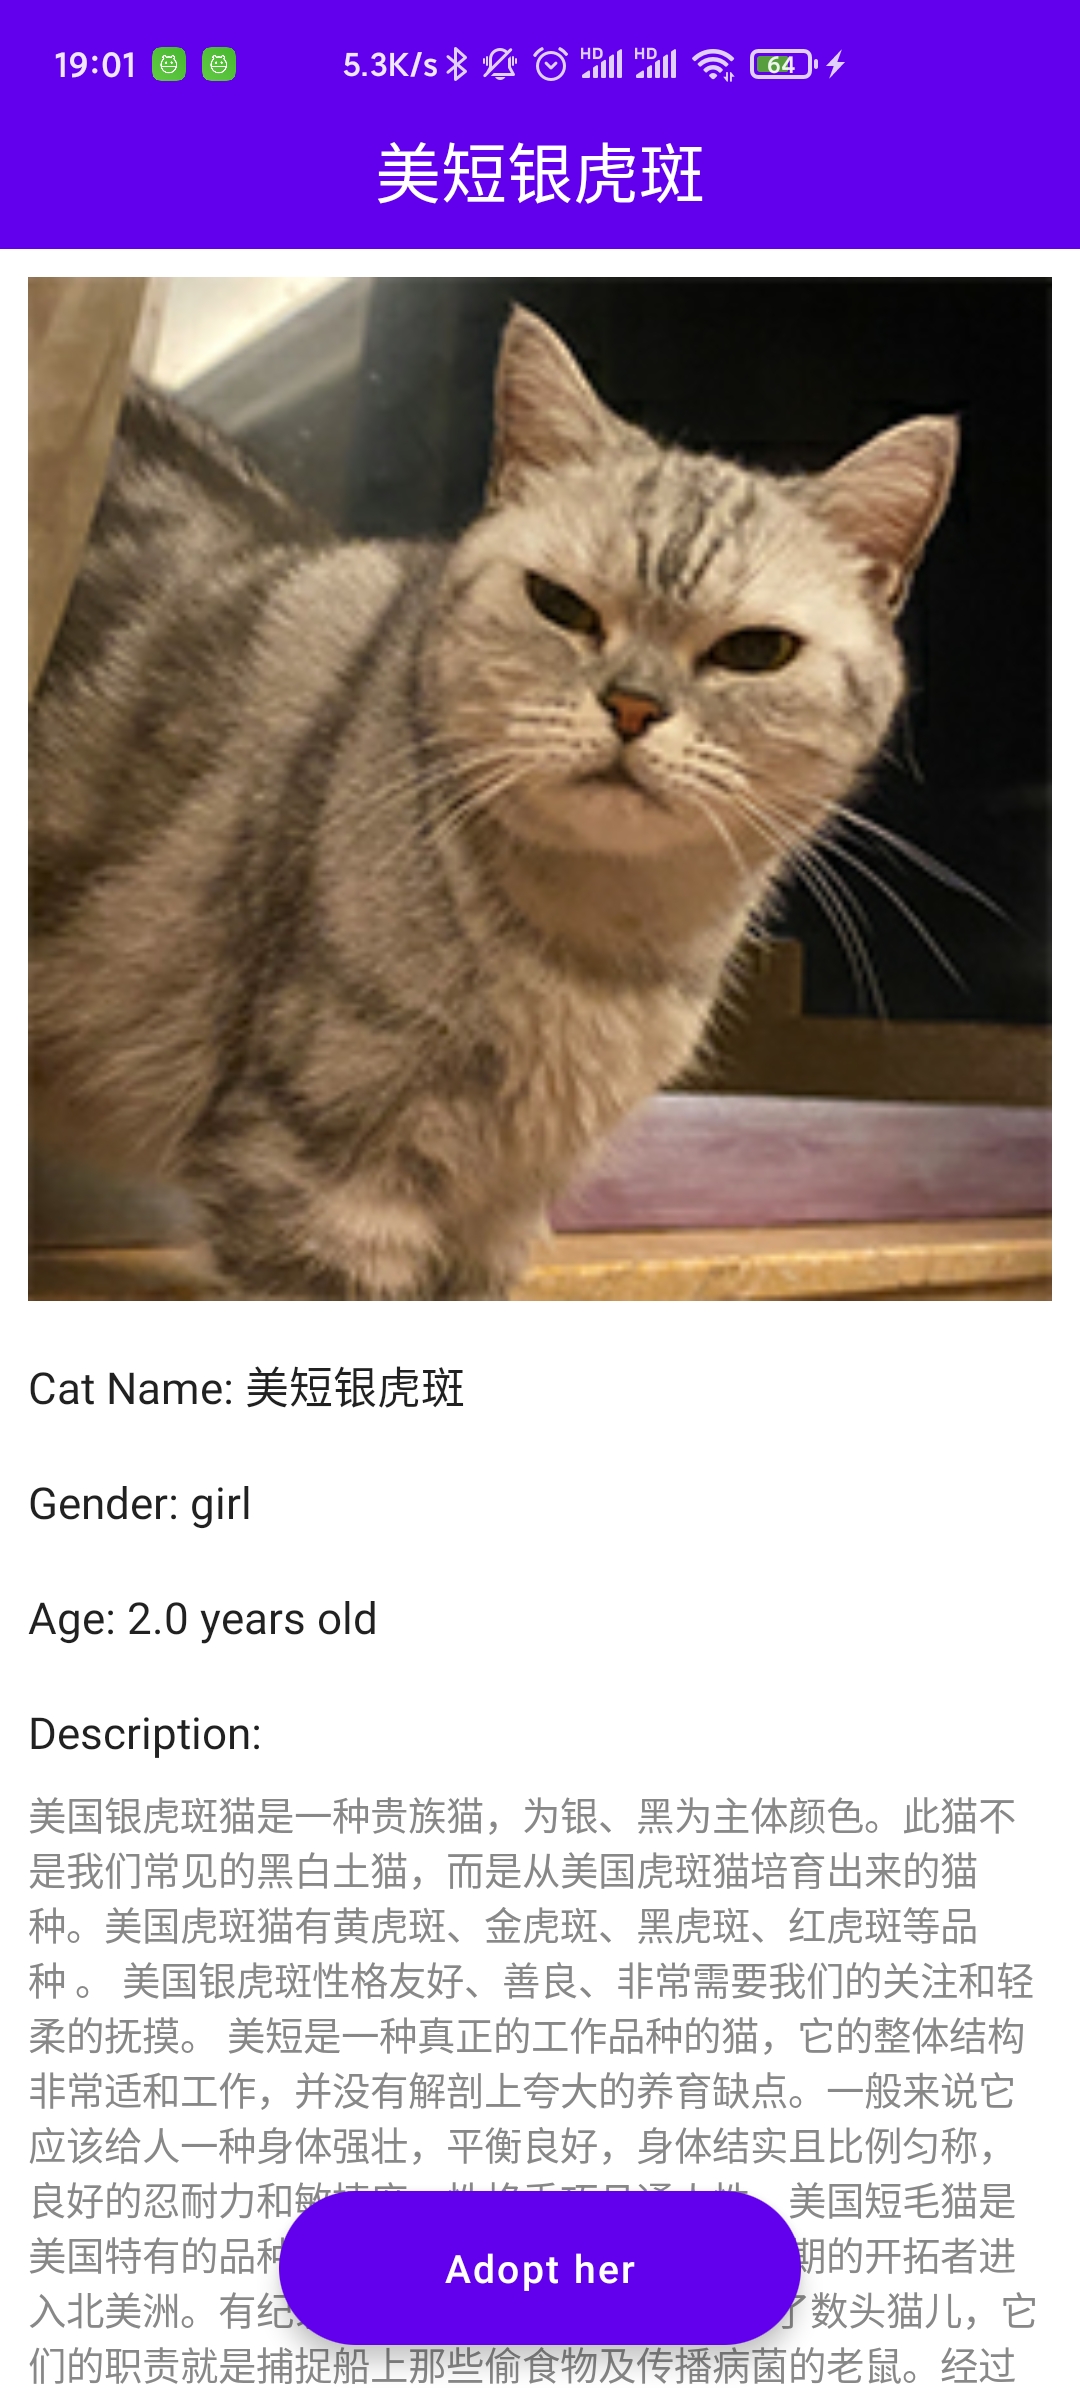 19:01 5.3K/s HD HD 64
美短银虎斑
Cat Name: 美短银虎斑
Gender: girl
Age: 2.0 years old
Description:
美国银虎斑猫是一种贵族猫，为银、黑为主体颜色。此猫不
是我们常见的黑白土猫，而是从美国虎斑猫培育出来的猫
种。美国虎斑猫有黄虎斑、金虎斑、黑虎斑、红虎斑等品
种 。 美国银虎斑性格友好、善良、非常需要我们的关注和轻
柔的抚摸。 美短是一种真正的工作品种的猫，它的整体结构
非常适和工作，并没有解剖上夸大的养育缺点。一般来说它
应该给人一种身体强壮，平衡良好，身体结实且比例匀称，
良好的忍耐力和敏 美国短毛猫是
美国特有的品种 期的开拓者进
入北美洲。有纪 了数头猫儿，它
Adopt her
们的职责就是捕捉船上那些偷食物及传播病菌的老鼠。经过